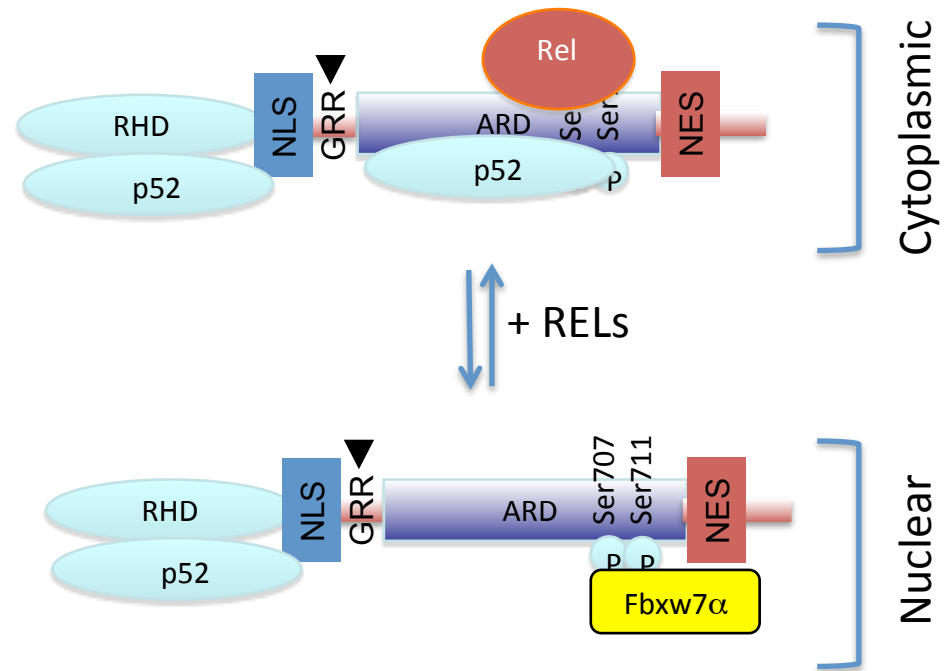 Rel
RHD
p52
NLS
GRR
ARD
p52
P
NES
Cytoplasmic
+ RELs
RHD
p52
NLS
GRR
ARD
Ser707
Ser711
P
P
NES
Fbxw7α
Nuclear